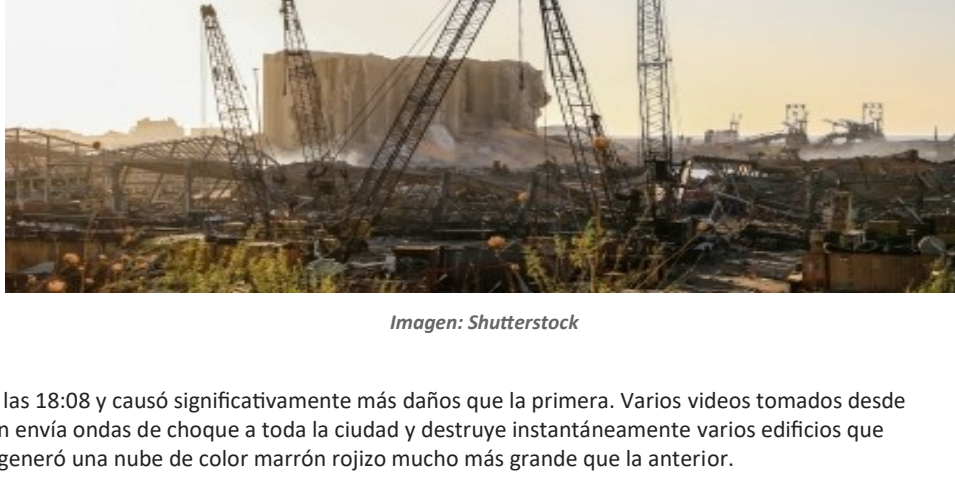 Imagen: Shutterstock
las 18:08 y causó significativamente más daños que la primera. Varios videos tomados desde
n envía ondas de choque a toda la ciudad y destruye instantáneamente varios edificios que
generó una nube de color marrón rojizo mucho más grande que la anterior.